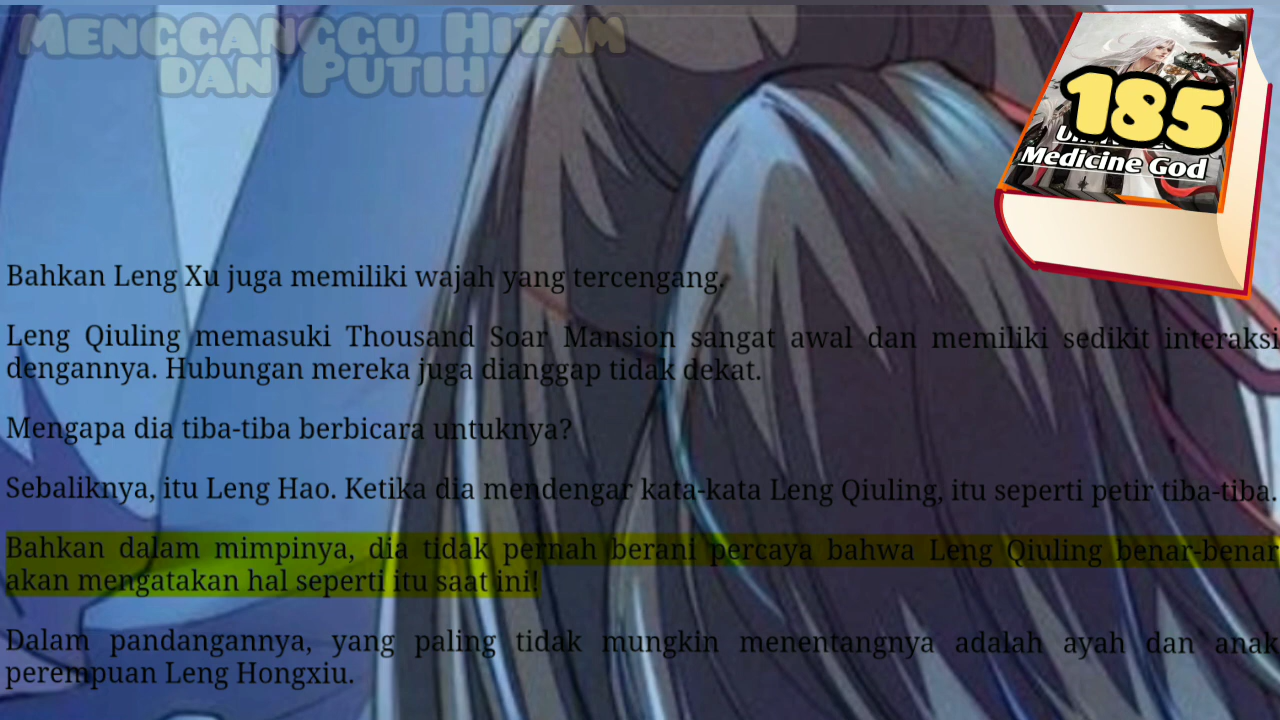 MENGGANGGU HITAM
DAN PUTIH
185
Medicine God
Bahkan Leng Xu juga memiliki wajah yang tercengang.
Leng Qiuling memasuki Thousand Soar Mansion sangat awal dan memiliki sedikit interaksi
dengannya. Hubungan mereka juga dianggap tidak dekat.
Mengapa dia tiba-tiba berbicara untuknya?
Sebaliknya, itu Leng Hao. Ketika dia mendengar kata-kata Leng Qiuling, itu seperti petir tiba-tiba.
Bahkan dalam mimpinya, dia tidak pernah berani percaya bahwa Leng Qiuling benar-benar
akan mengatakan hal seperti itu saat ini!
Dalam pandangannya, yang paling tidak mungkin menentangnya adalah ayah dan anak
perempuan Leng Hongxiu.